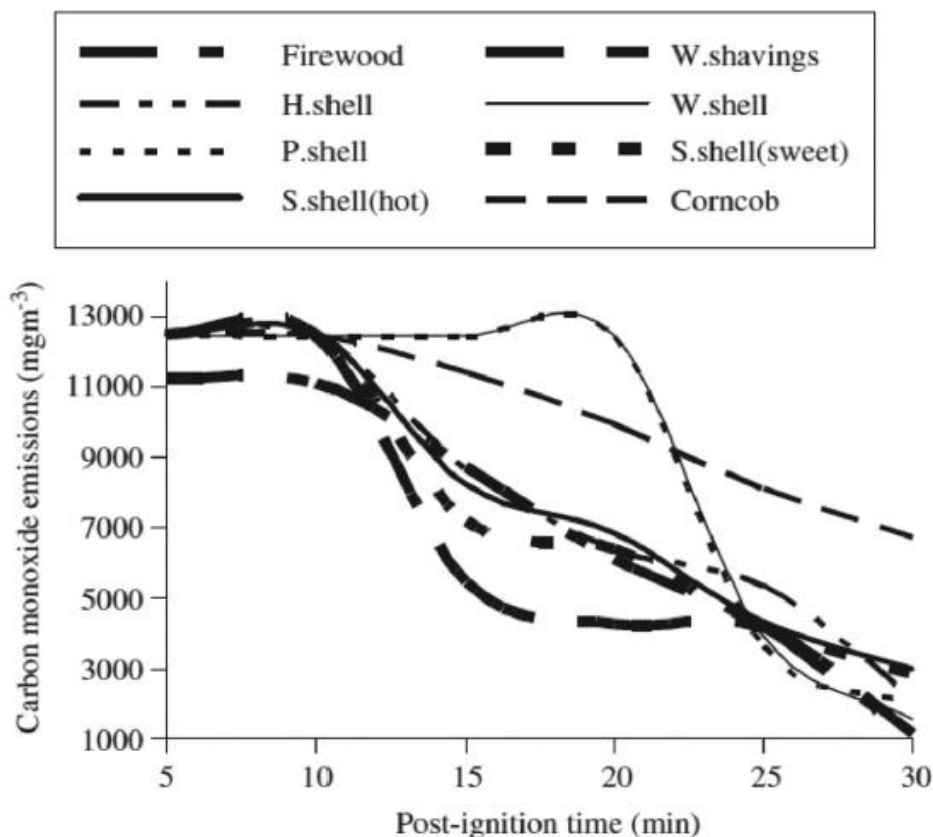 Firewood W.shavings
H.shell W.shell
P.shell S.shell(sweet)
S.shell(hot) Corncob
Carbon monoxide emissions (mgm⁻³)
13000
11000
9000
7000
5000
3000
1000
5 10 15 20 25 30
Post-ignition time (min)